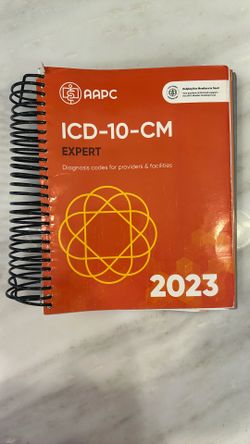 AAPC
ICD-10-CM
EXPERT
Diagnosis codes for providers & facilities
2023